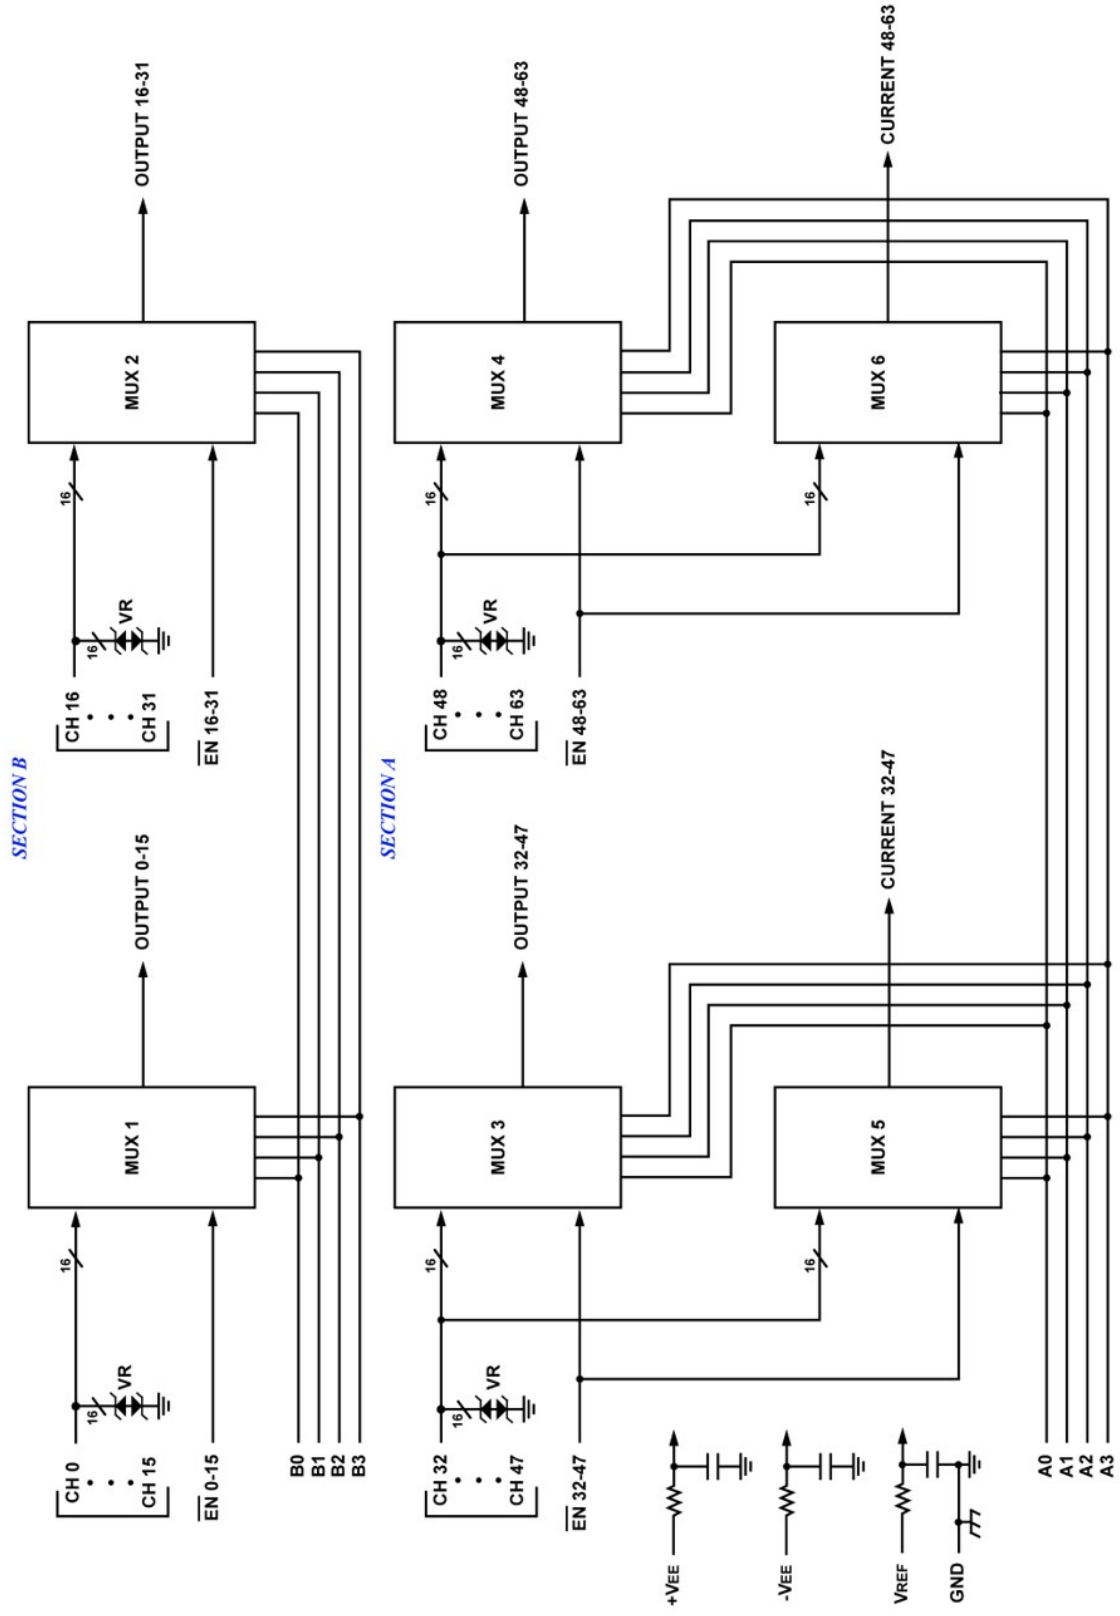 SECTION B
CH 0
CH 15
EN 0-15
16
VR
16
MUX 1
OUTPUT 0-15
CH 16
CH 31
EN 16-31
16
VR
16
MUX 2
OUTPUT 16-31
B0
B1
B2
B3
SECTION A
CH 32
CH 47
EN 32-47
16
VR
16
MUX 3
OUTPUT 32-47
CH 48
CH 63
EN 48-63
16
VR
16
MUX 4
OUTPUT 48-63
16
MUX 5
CURRENT 32-47
16
MUX 6
CURRENT 48-63
+VEE
-VEE
VREF
GND
A0
A1
A2
A3